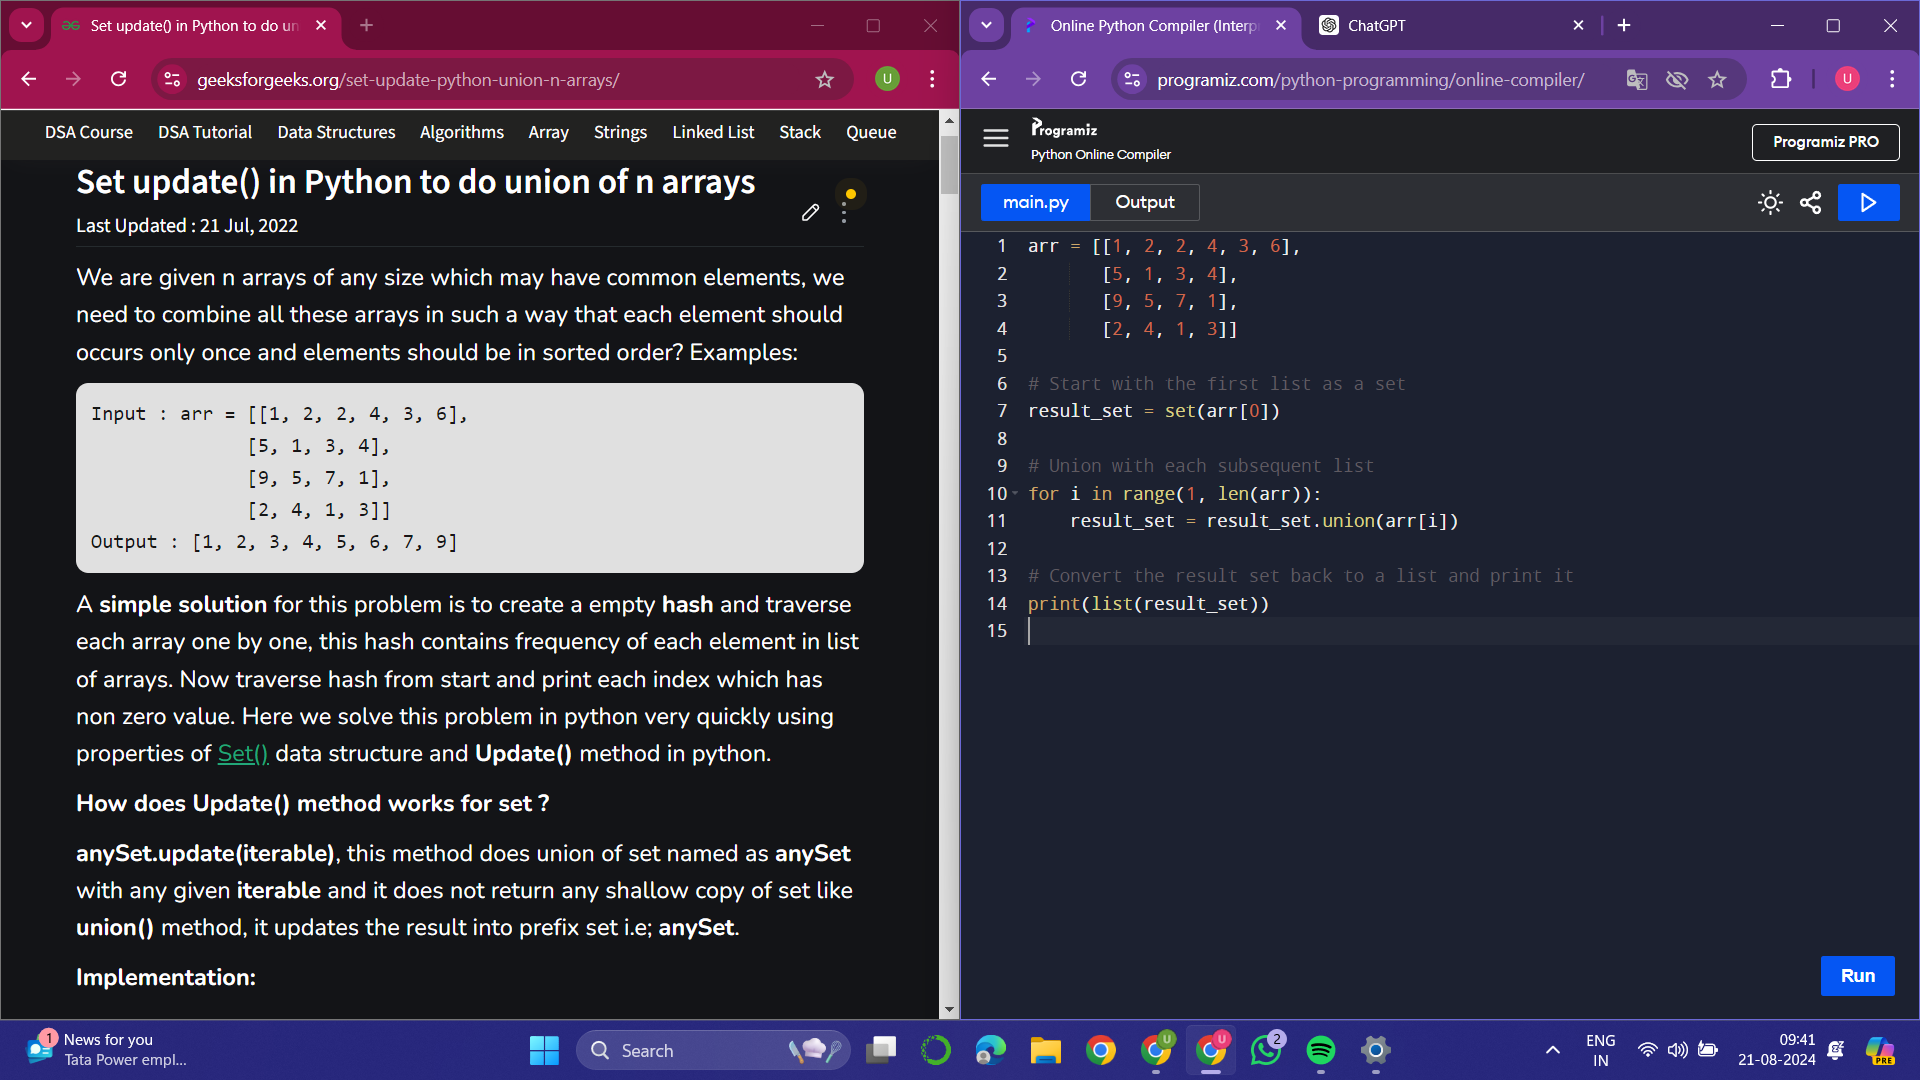 Set update() in Python to do un
geeksforgeeks.org/set-update-python-union-n-arrays/
U
DSA Course DSA Tutorial Data Structures Algorithms Array Strings Linked List Stack Queue
Set update() in Python to do union of n arrays
Last Updated : 21 Jul, 2022
We are given n arrays of any size which may have common elements, we
need to combine all these arrays in such a way that each element should
occurs only once and elements should be in sorted order? Examples:
Input : arr = [[1, 2, 2, 4, 3, 6],
[5, 1, 3, 4],
[9, 5, 7, 1],
[2, 4, 1, 3]]
Output : [1, 2, 3, 4, 5, 6, 7, 9]
A simple solution for this problem is to create a empty hash and traverse
each array one by one, this hash contains frequency of each element in list
of arrays. Now traverse hash from start and print each index which has
non zero value. Here we solve this problem in python very quickly using
properties of Set() data structure and Update() method in python.
How does Update() method works for set ?
anySet.update(iterable), this method does union of set named as anySet
with any given iterable and it does not return any shallow copy of set like
union() method, it updates the result into prefix set i.e; anySet.
Implementation:
Online Python Compiler (Interp
ChatGPT
programiz.com/python-programming/online-compiler/
U
Programiz
Python Online Compiler
Programiz PRO
main.py
Output
1 arr = [[1, 2, 2, 4, 3, 6],
2 [5, 1, 3, 4],
3 [9, 5, 7, 1],
4 [2, 4, 1, 3]]
5
6 # Start with the first list as a set
7 result_set = set(arr[0])
8
9 # Union with each subsequent list
10 for i in range(1, len(arr)):
11 result_set = result_set.union(arr[i])
12
13 # Convert the result set back to a list and print it
14 print(list(result_set))
15
Run
1
News for you
Tata Power empl...
Search
U
U
2
ENG
IN
09:41
21-08-2024
PRE